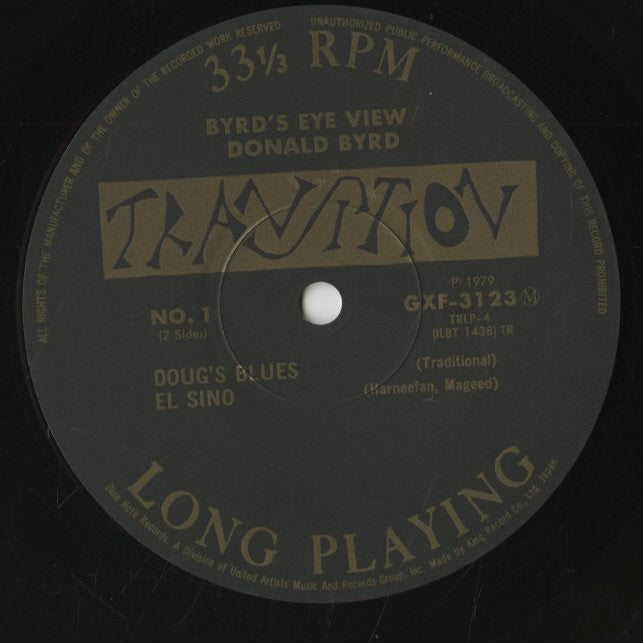 ALL RIGHTS OF THE MANUFACTURER AND OF THE OWNER OF THE RECORDED WORK RESERVED
UNAUTHORIZED PUBLIC PERFORMANCE BROADCASTING AND COPYING OF THIS RECORD PROHIBITED
33 1/3 RPM
BYRD'S EYE VIEW/
DONALD BYRD
TRANSITION
℗ 1979
NO. 1
GXF-3123 Ⓜ
(2 Sides)
TRLP-4
(ILBT 1438) TR
DOUG'S BLUES
(Traditional)
EL SINO
(Harneefan, Mageed)
LONG PLAYING
Blue Note Records, A Division of United Artists Music And Records Group, Inc. Made by King Record Co., Ltd. Japan